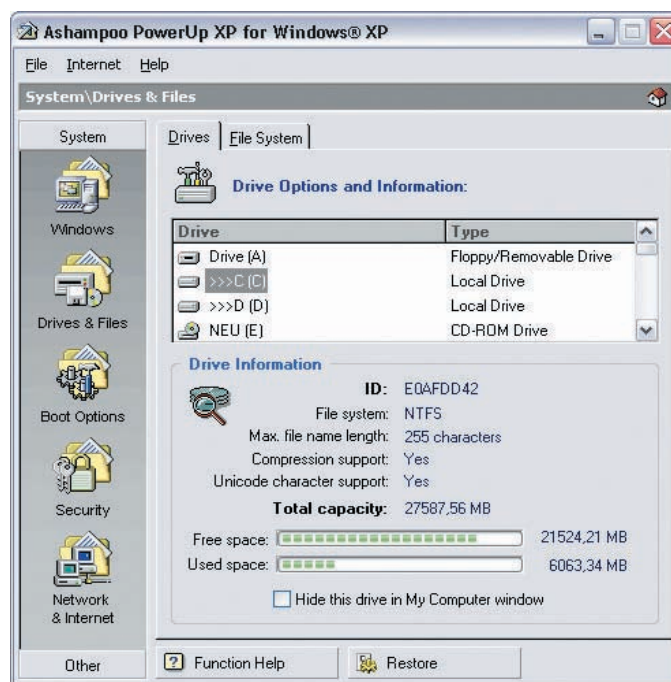 Ashampoo PowerUp XP for Windows® XP
File Internet Help
System\Drives & Files
System
Windows
Drives & Files
Boot Options
Security
Network
& Internet
Other
Drives File System
Drive Options and Information:
Drive Type
Drive (A) Floppy/Removable Drive
>>>C (C) Local Drive
>>>D (D) Local Drive
NEU (E) CD-ROM Drive
Drive Information
ID: E0AFDD42
File system: NTFS
Max. file name length: 255 characters
Compression support: Yes
Unicode character support: Yes
Total capacity: 27587,56 MB
Free space: 21524,21 MB
Used space: 6063,34 MB
Hide this drive in My Computer window
Function Help Restore